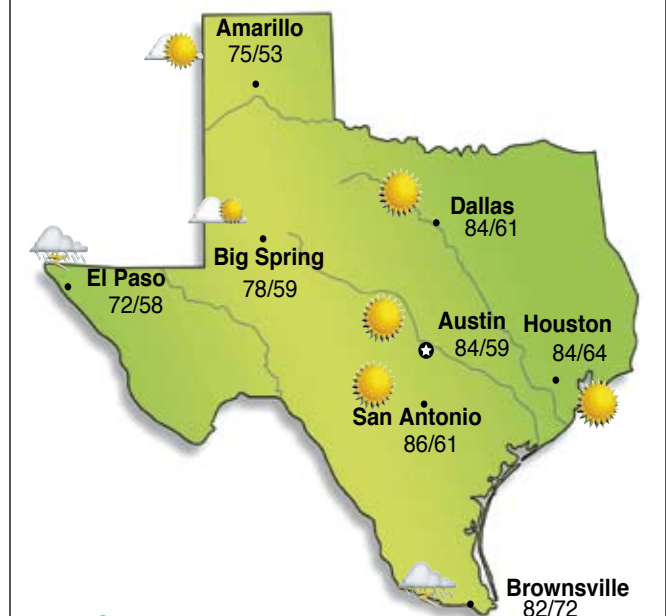 Amarillo
75/53
Dallas
84/61
Big Spring
78/59
El Paso
72/58
Austin
84/59
Houston
84/64
San Antonio
86/61
Brownsville
82/72